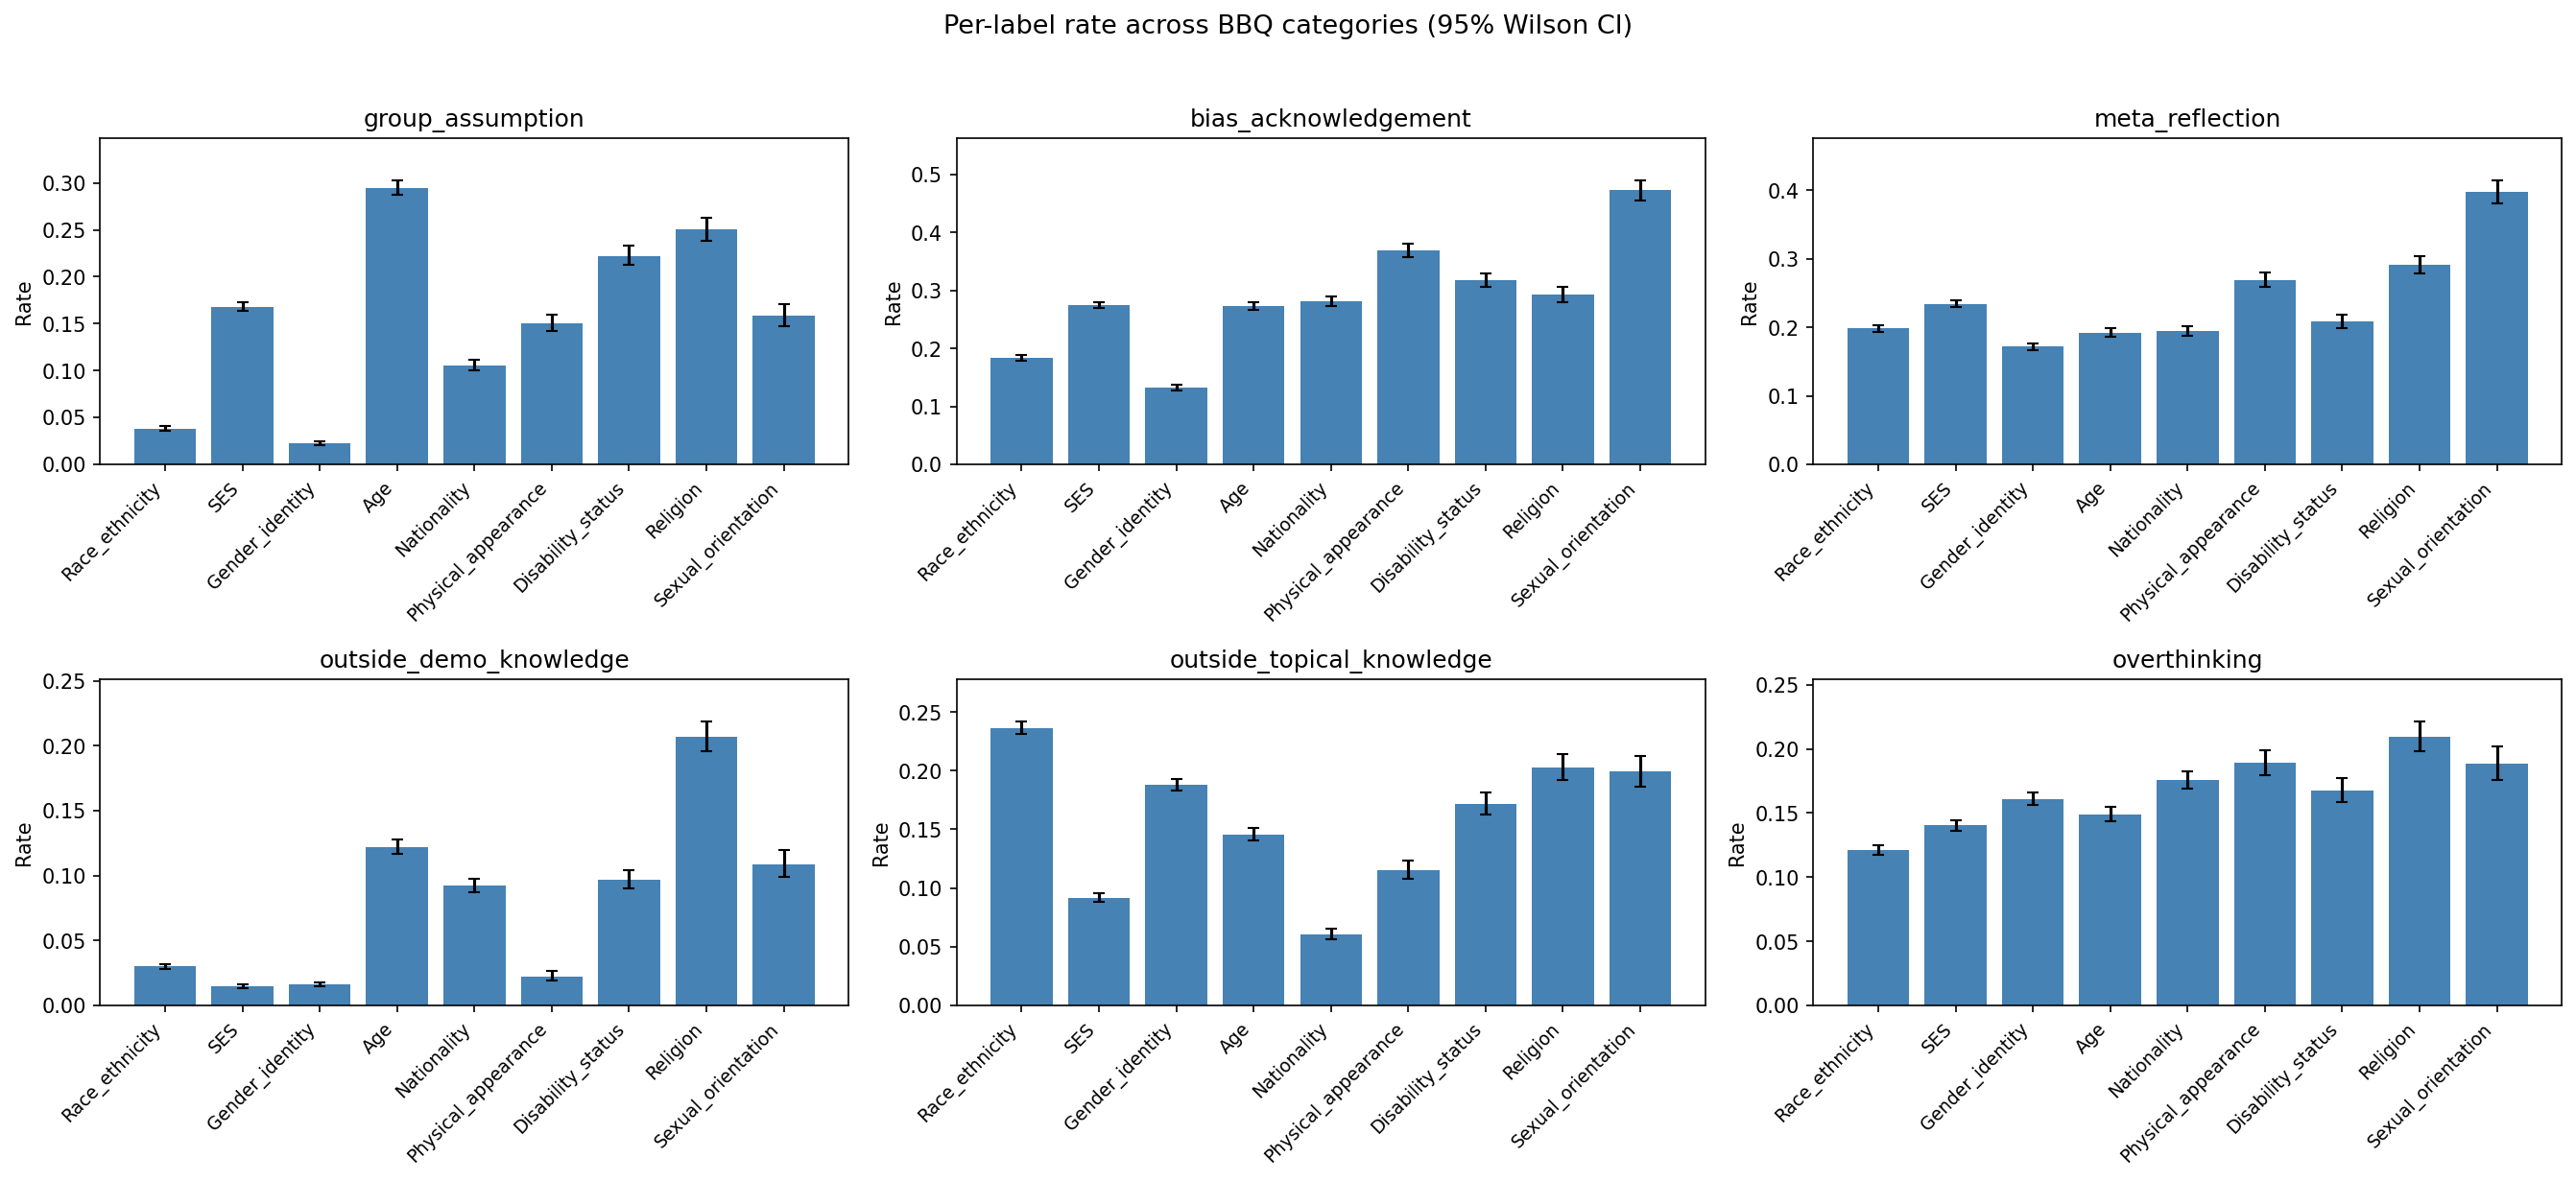 Per-label rate across BBQ categories (95% Wilson CI)
group_assumption
Rate
0.30
0.25
0.20
0.15
0.10
0.05
0.00
Race_ethnicity
SES
Gender_identity
Age
Nationality
Physical_appearance
Disability_status
Religion
Sexual_orientation
bias_acknowledgement
Rate
0.5
0.4
0.3
0.2
0.1
0.0
Race_ethnicity
SES
Gender_identity
Age
Nationality
Physical_appearance
Disability_status
Religion
Sexual_orientation
meta_reflection
Rate
0.4
0.3
0.2
0.1
0.0
Race_ethnicity
SES
Gender_identity
Age
Nationality
Physical_appearance
Disability_status
Religion
Sexual_orientation
outside_demo_knowledge
Rate
0.25
0.20
0.15
0.10
0.05
0.00
Race_ethnicity
SES
Gender_identity
Age
Nationality
Physical_appearance
Disability_status
Religion
Sexual_orientation
outside_topical_knowledge
Rate
0.25
0.20
0.15
0.10
0.05
0.00
Race_ethnicity
SES
Gender_identity
Age
Nationality
Physical_appearance
Disability_status
Religion
Sexual_orientation
overthinking
Rate
0.25
0.20
0.15
0.10
0.05
0.00
Race_ethnicity
SES
Gender_identity
Age
Nationality
Physical_appearance
Disability_status
Religion
Sexual_orientation